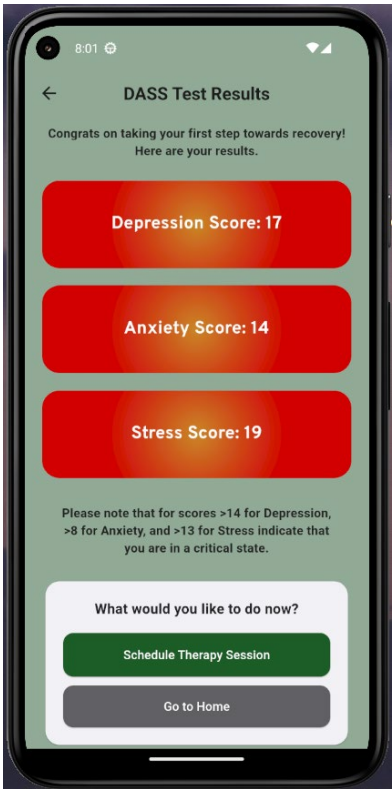 8:01
DASS Test Results
Congrats on taking your first step towards recovery!
Here are your results.
Depression Score: 17
Anxiety Score: 14
Stress Score: 19
Please note that for scores >14 for Depression,
>8 for Anxiety, and >13 for Stress indicate that
you are in a critical state.
What would you like to do now?
Schedule Therapy Session
Go to Home